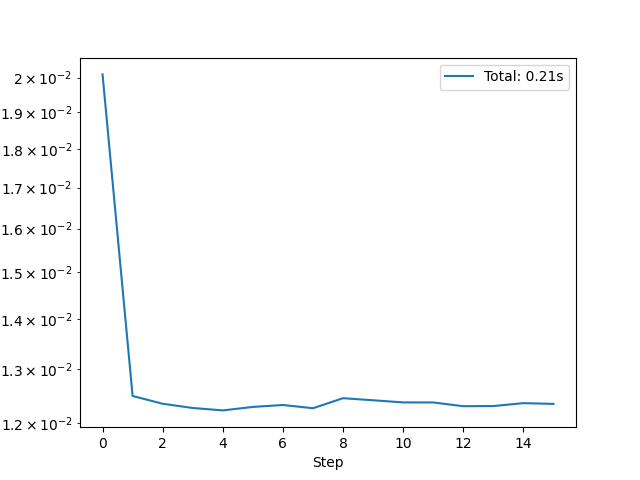 Total: 0.21s
2 × 10⁻²
1.9 × 10⁻²
1.8 × 10⁻²
1.7 × 10⁻²
1.6 × 10⁻²
1.5 × 10⁻²
1.4 × 10⁻²
1.3 × 10⁻²
1.2 × 10⁻²
0 2 4 6 8 10 12 14
Step